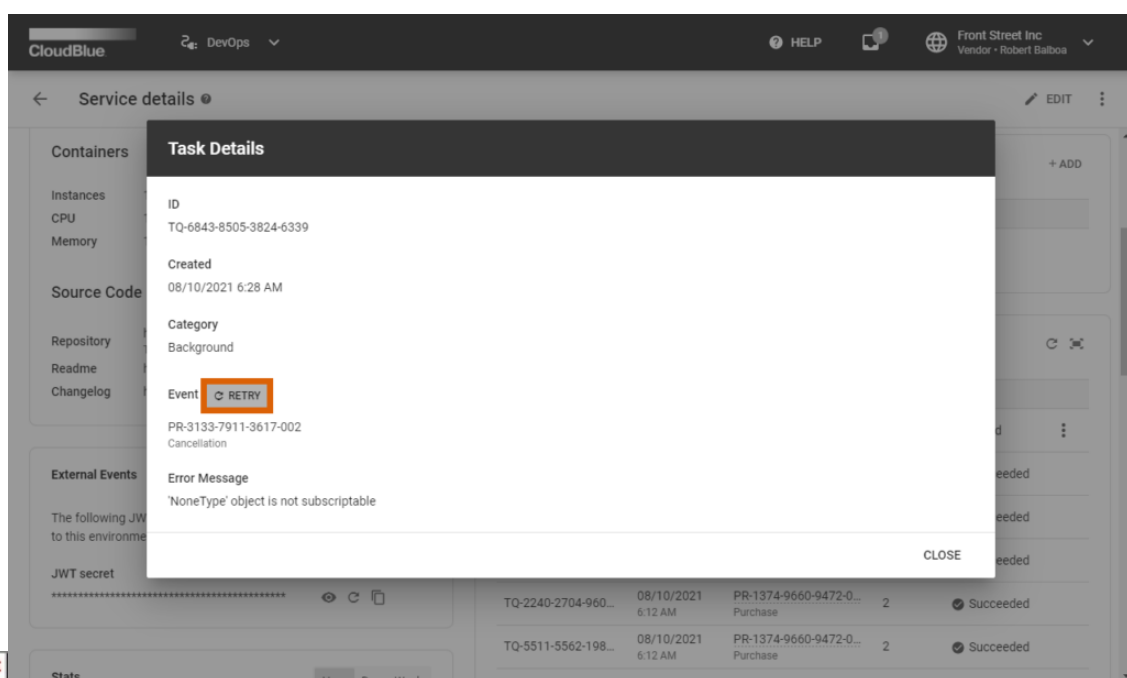 CloudBlue
DevOps
HELP
1
Front Street Inc
Vendor • Robert Balboa
Service details
EDIT
Containers
Task Details
+ ADD
Instances
CPU
Memory
ID
TQ-6843-8505-3824-6339
Created
08/10/2021 6:28 AM
Source Code
Category
Background
Repository
Readme
Changelog
Event
RETRY
PR-3133-7911-3617-002
Cancellation
External Events
Error Message
'NoneType' object is not subscriptable
eeded
The following JW
to this environme
eeded
CLOSE
eeded
JWT secret
********************************************
TQ-2240-2704-960...
08/10/2021
6:12 AM
PR-1374-9660-9472-0...
Purchase
2
Succeeded
TQ-5511-5562-198...
08/10/2021
6:12 AM
PR-1374-9660-9472-0...
Purchase
2
Succeeded
Stats